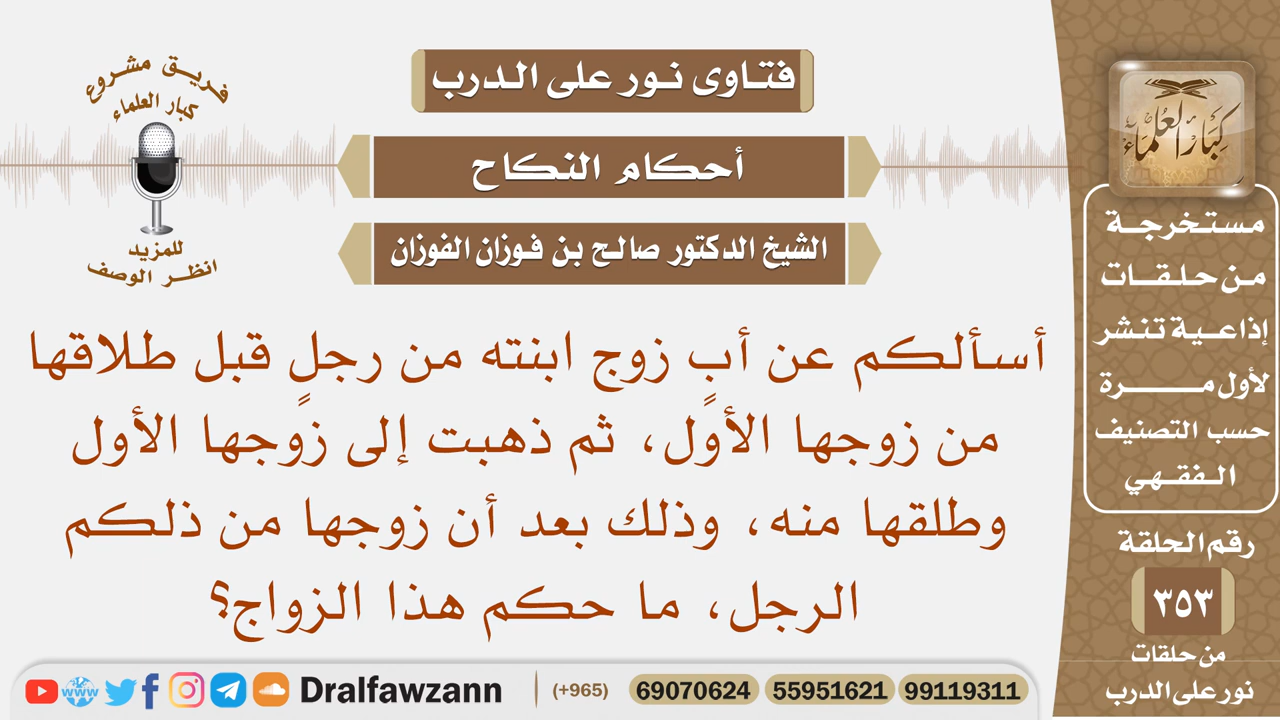 فتاوى نور على الدرب
أحكام النكاح
الشيخ الدكتور صالح بن فوزان الفوزان
فريق مشروع
كبار العلماء
للمزيد
انظر الوصف
كبار العلماء
مستخرجة
من حلقات
إذاعية تنشر
لأول مرة
حسب التصنيف
الفقهي
رقم الحلقة
٣٥٣
من حلقات
نور على الدرب
أسألكم عن أبٍ زوج ابنته من رجلٍ قبل طلاقها
من زوجها الأول، ثم ذهبت إلى زوجها الأول
وطلقها منه، وذلك بعد أن زوجها من ذلكم
الرجل، ما حكم هذا الزواج؟
www
Dralfawzann
(+965) 69070624 55951621 99119311